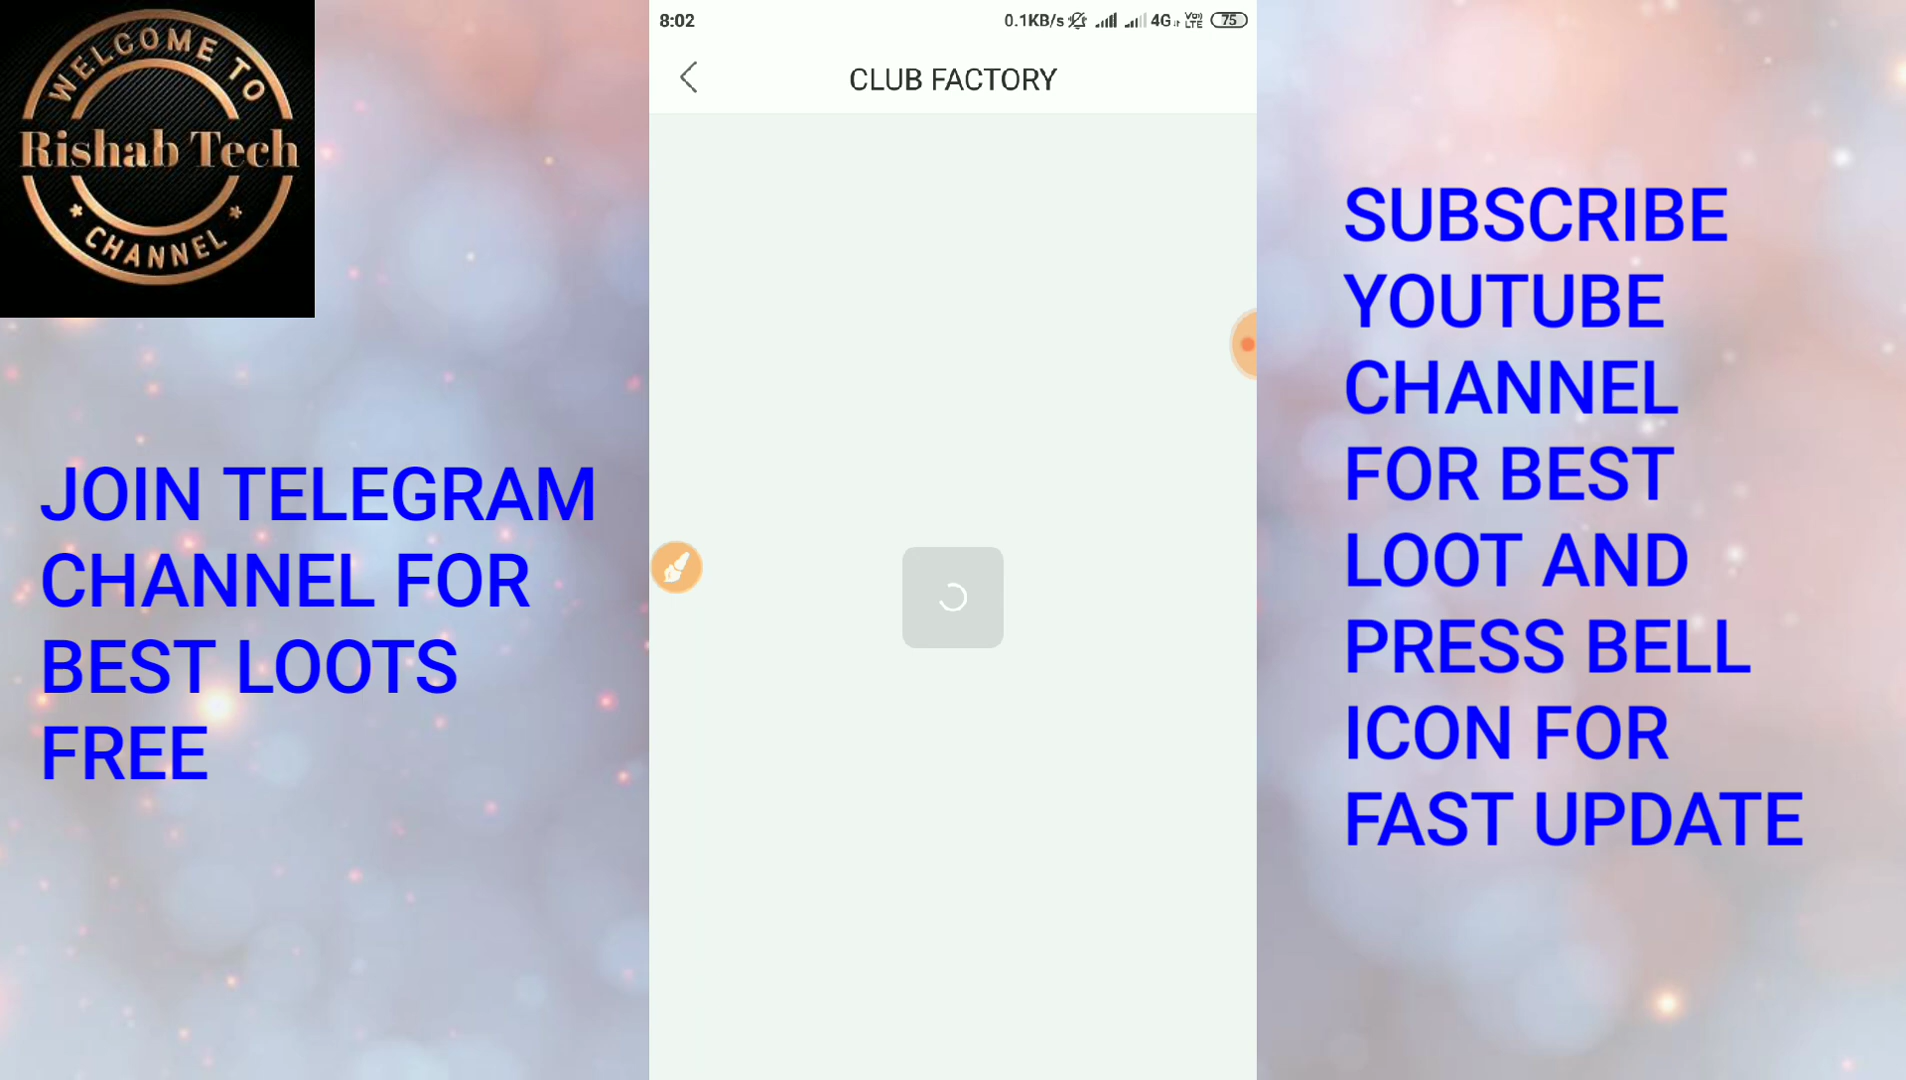 WELCOME TO
Rishab Tech
CHANNEL
JOIN TELEGRAM
CHANNEL FOR
BEST LOOTS
FREE
8:02
0.1KB/s 4G VoLTE 75
CLUB FACTORY
SUBSCRIBE
YOUTUBE
CHANNEL
FOR BEST
LOOT AND
PRESS BELL
ICON FOR
FAST UPDATE